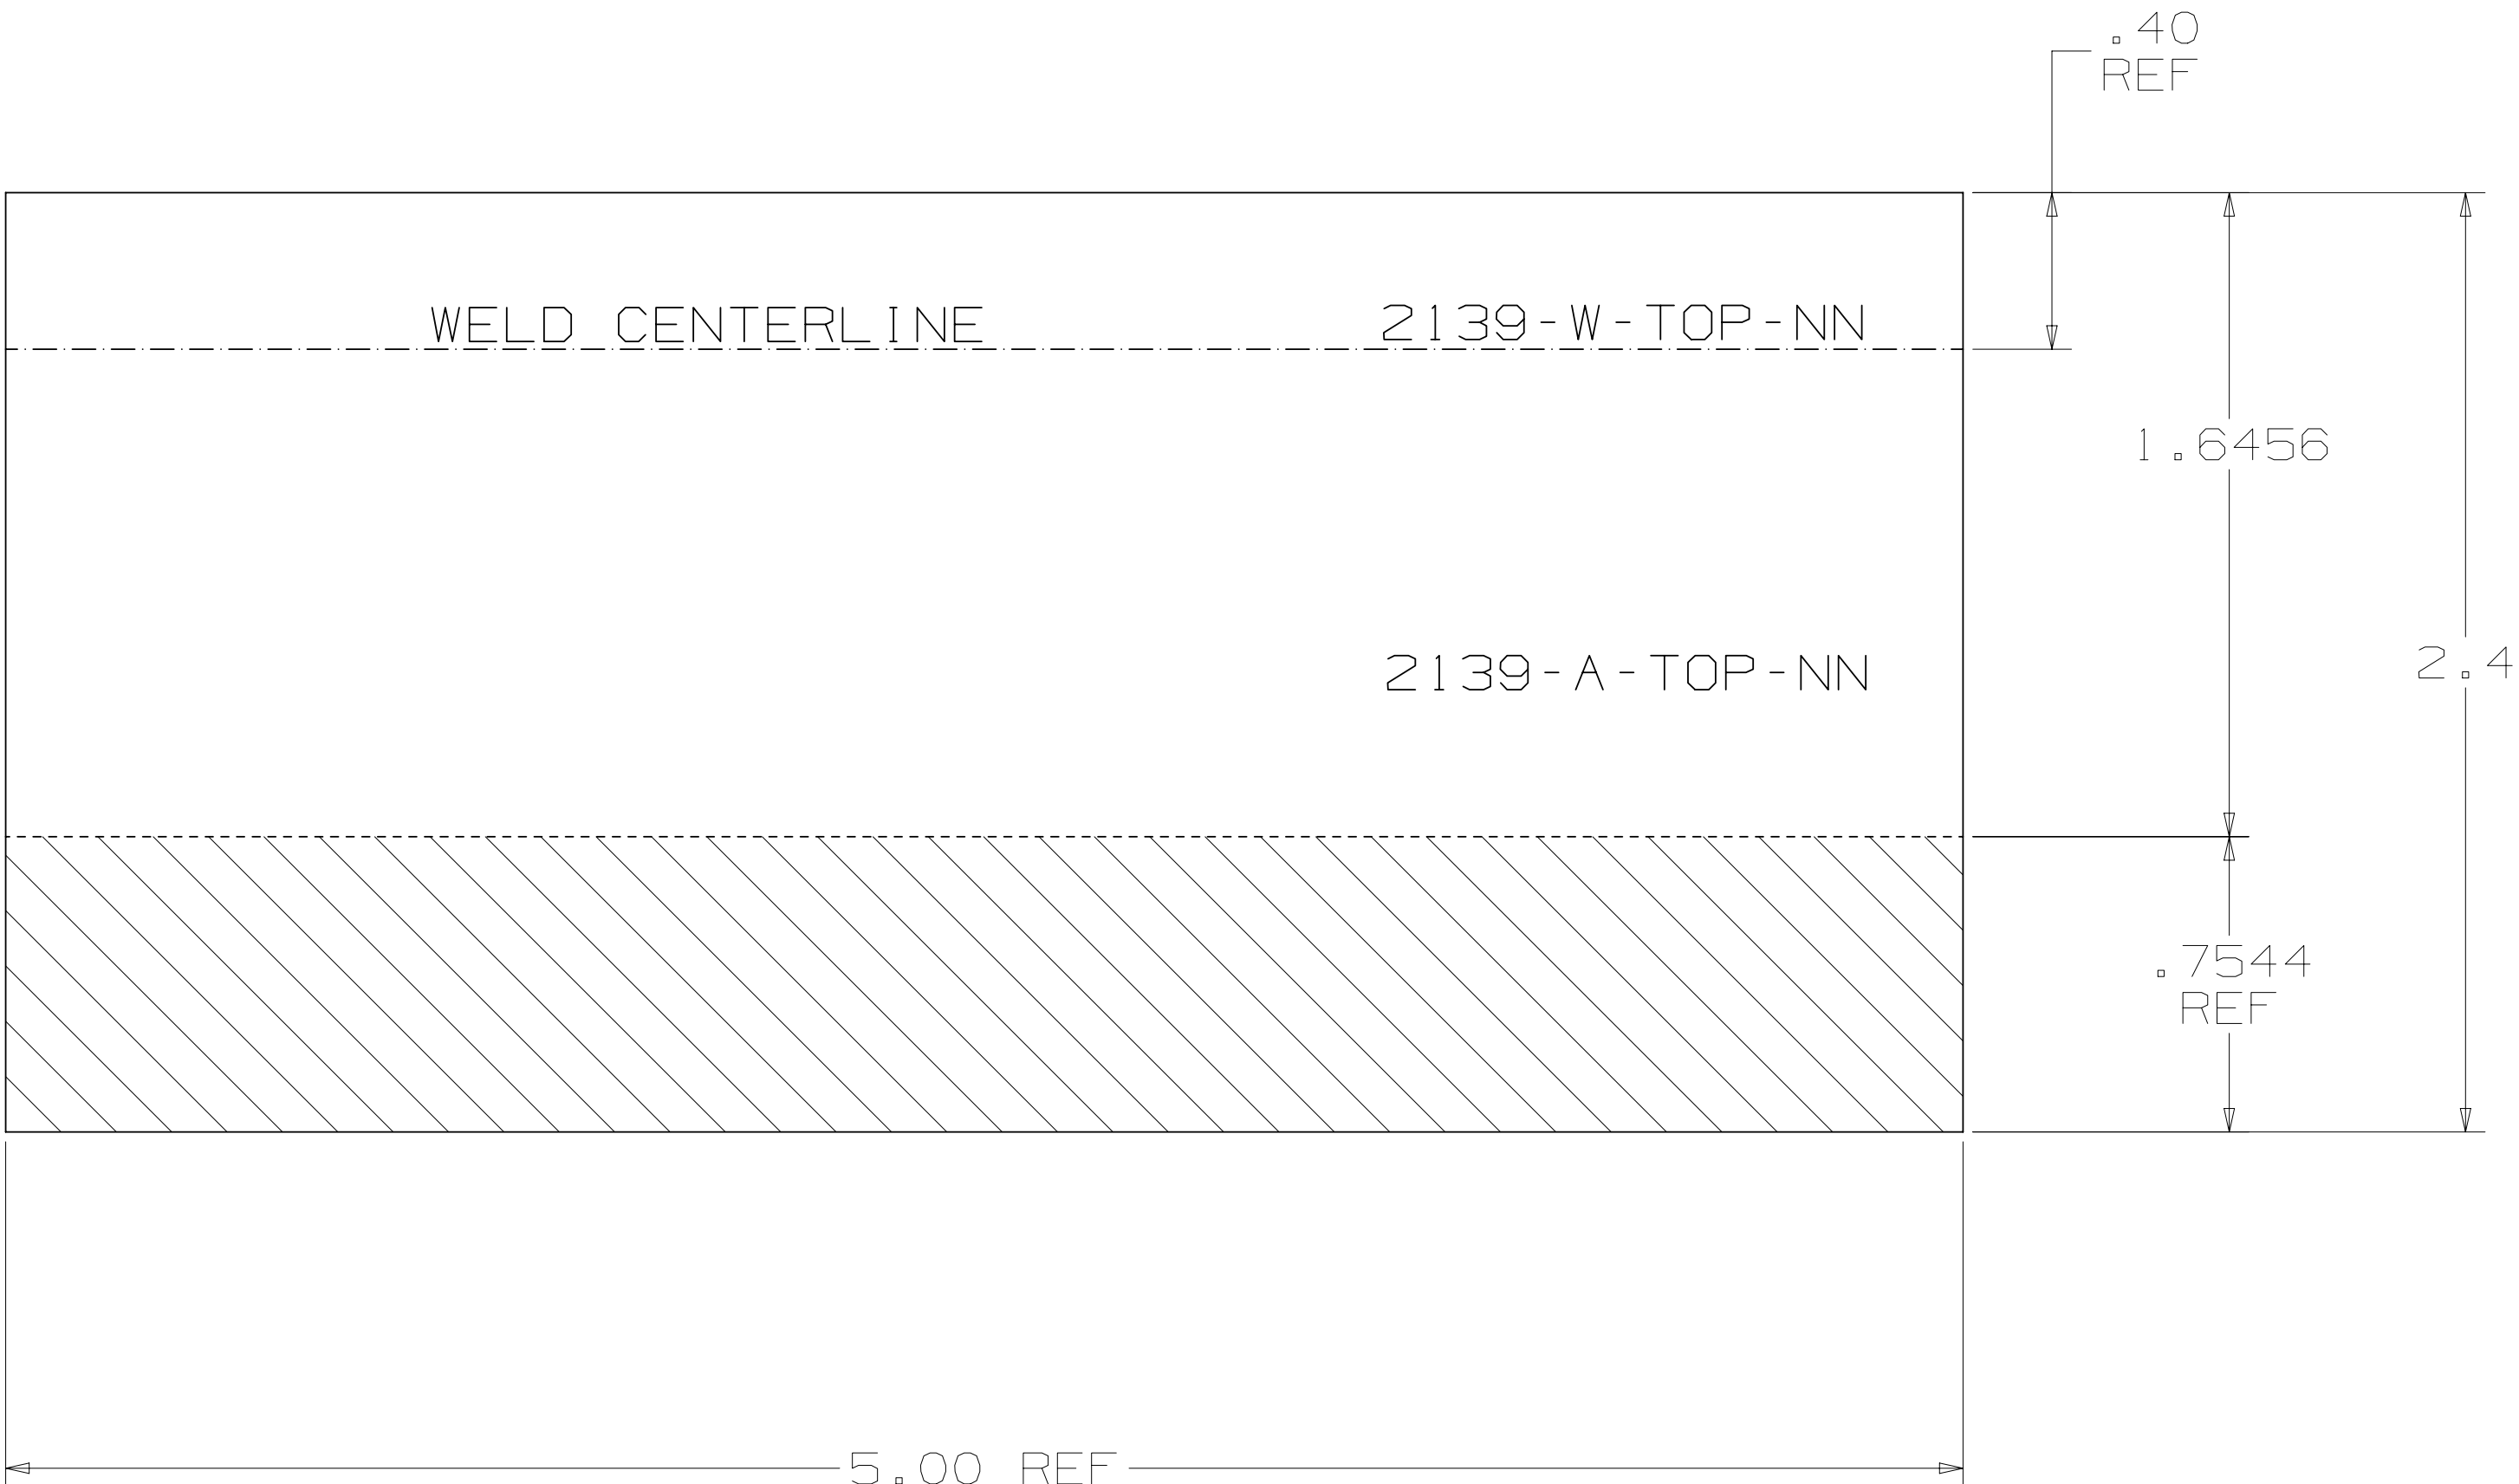 .40
REF
WELD CENTERLINE
2139-W-TOP-NN
1.6456
2.4
2139-A-TOP-NN
.7544
REF
5.00 REF